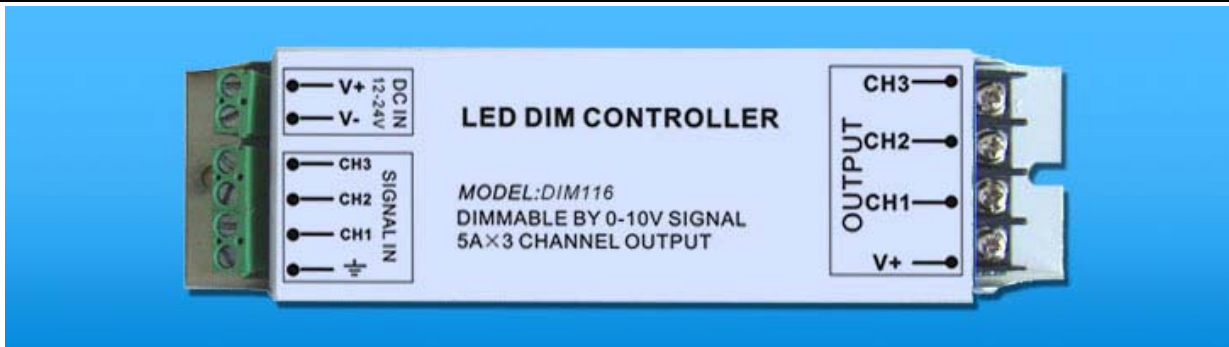 V+
V-
DC IN
12-24V
CH3
CH2
CH1
SIGNAL IN
LED DIM CONTROLLER
MODEL:DIM116
DIMMABLE BY 0-10V SIGNAL
5A×3 CHANNEL OUTPUT
CH3
CH2
CH1
V+
OUTPUT